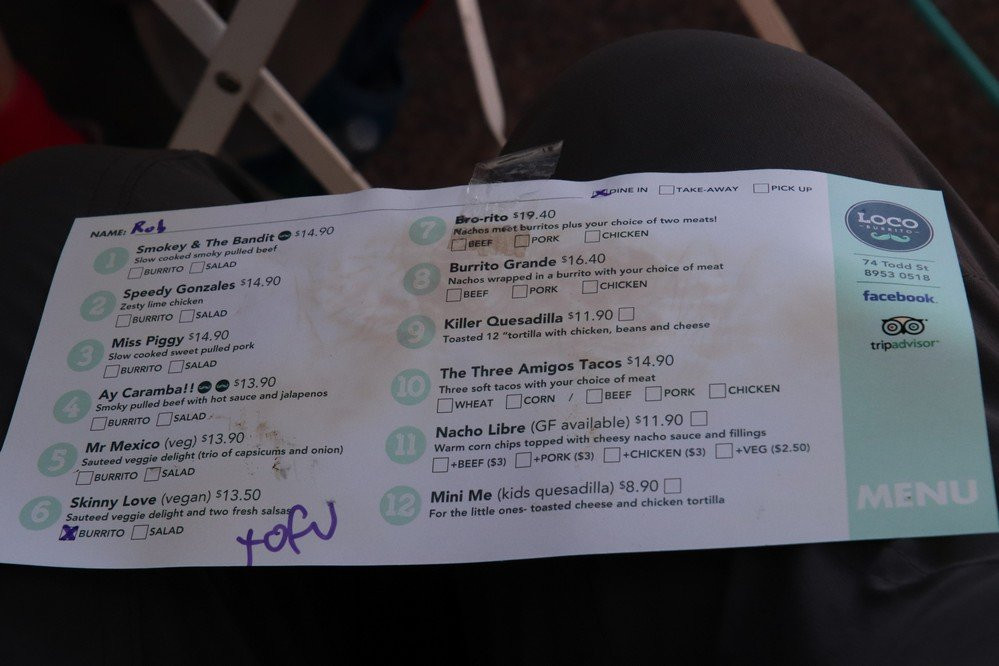 NAME: Rob
1 Smokey & The Bandit $14.90
Slow cooked smoky pulled beef
BURRITO SALAD
2 Speedy Gonzales $14.90
Zesty lime chicken
BURRITO SALAD
3 Miss Piggy $14.90
Slow cooked sweet pulled pork
BURRITO SALAD
4 Ay Caramba!! $13.90
Smoky pulled beef with hot sauce and jalapenos
BURRITO SALAD
5 Mr Mexico (veg) $13.90
Sauteed veggie delight (trio of capsicums and onion)
BURRITO SALAD
6 Skinny Love (vegan) $13.50
Sauteed veggie delight and two fresh salsas
BURRITO SALAD
TOFU
DINE IN TAKE-AWAY PICK UP
7 Bro-rito $19.40
Nachos meet burritos plus your choice of two meats!
BEEF PORK CHICKEN
8 Burrito Grande $16.40
Nachos wrapped in a burrito with your choice of meat
BEEF PORK CHICKEN
9 Killer Quesadilla $11.90
Toasted 12 "tortilla with chicken, beans and cheese
10 The Three Amigos Tacos $14.90
Three soft tacos with your choice of meat
WHEAT CORN / BEEF PORK CHICKEN
11 Nacho Libre (GF available) $11.90
Warm corn chips topped with cheesy nacho sauce and fillings
+BEEF ($3) +PORK ($3) +CHICKEN ($3) +VEG ($2.50)
12 Mini Me (kids quesadilla) $8.90
For the little ones- toasted cheese and chicken tortilla
LOCO
BURRITO
74 Todd St
8953 0518
facebook
tripadvisor
MENU